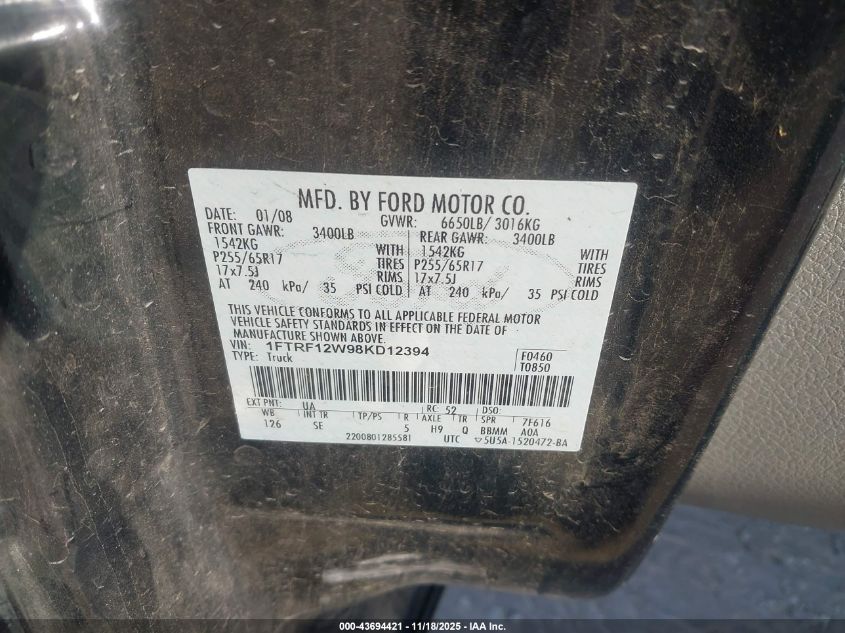 MFD. BY FORD MOTOR CO.
DATE: 01/08 GVWR: 6650LB/ 3016KG
FRONT GAWR: 3400LB REAR GAWR: 3400LB
1542KG WITH 1542KG WITH
P255/65R17 TIRES P255/65R17 TIRES
17x7.5J RIMS 17x7.5J RIMS
AT 240 kPa/ 35 PSI COLD AT 240 kPa/ 35 PSI COLD
THIS VEHICLE CONFORMS TO ALL APPLICABLE FEDERAL MOTOR
VEHICLE SAFETY STANDARDS IN EFFECT ON THE DATE OF
MANUFACTURE SHOWN ABOVE.
VIN: 1FTRF12W98KD12394 F0460
TYPE: Truck T0850
EXT PNT: UA RC: 52 DSO:
WB INT TR TP/PS R AXLE TR SPR 7F616
126 SE 5 H9 Q BBMM A0A
2200801285581 UTC 5U5A-1520472-BA
000-43694421 - 11/18/2025 - IAA Inc.